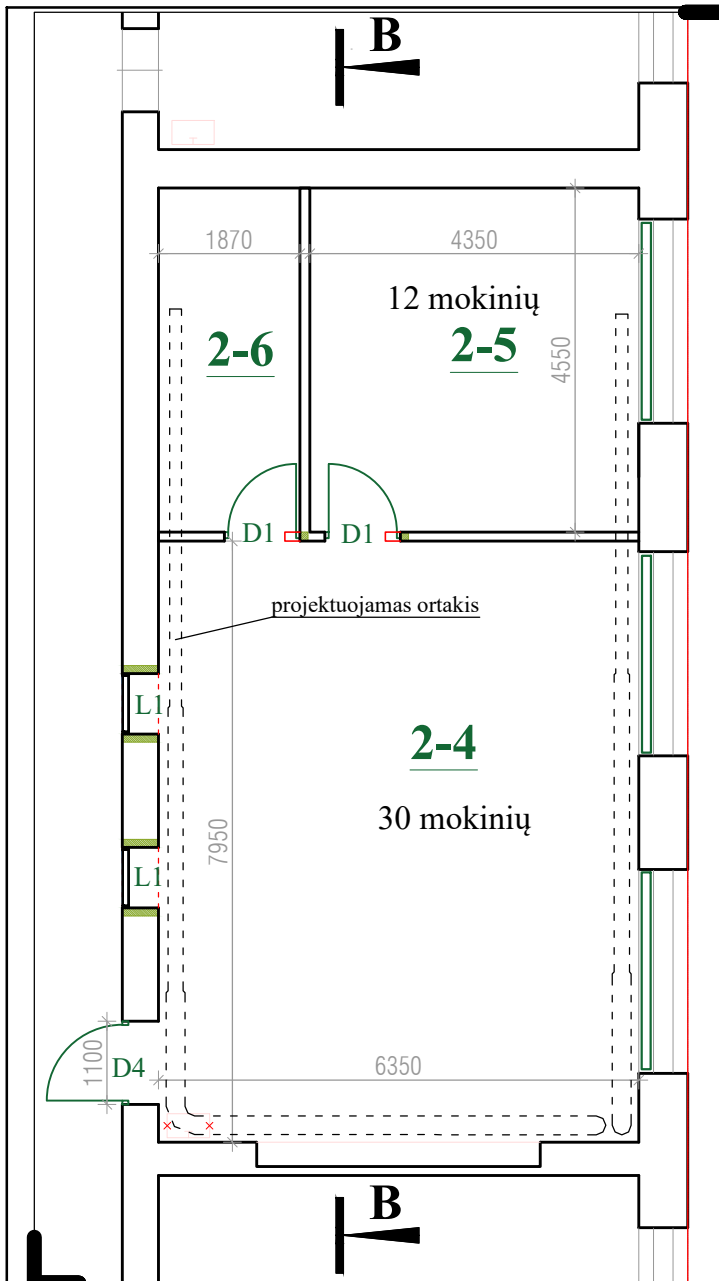 B
1870
4350
12 mokinių
2-6
2-5
4550
D1
D1
projektuojamas ortakis
L1
2-4
7950
30 mokinių
L1
1100
D4
6350
B